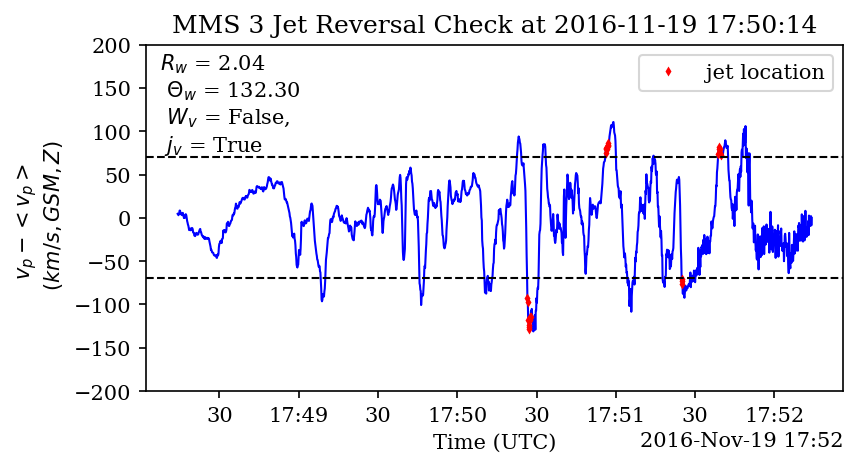 MMS 3 Jet Reversal Check at 2016-11-19 17:50:14
R_w = 2.04
Θ_w = 132.30
W_v = False,
j_v = True
jet location
200
150
100
50
0
−50
−100
−150
−200
v_p − < v_p >
(km/s, GSM, Z)
30 17:49 30 17:50 30 17:51 30 17:52
Time (UTC)
2016-Nov-19 17:52